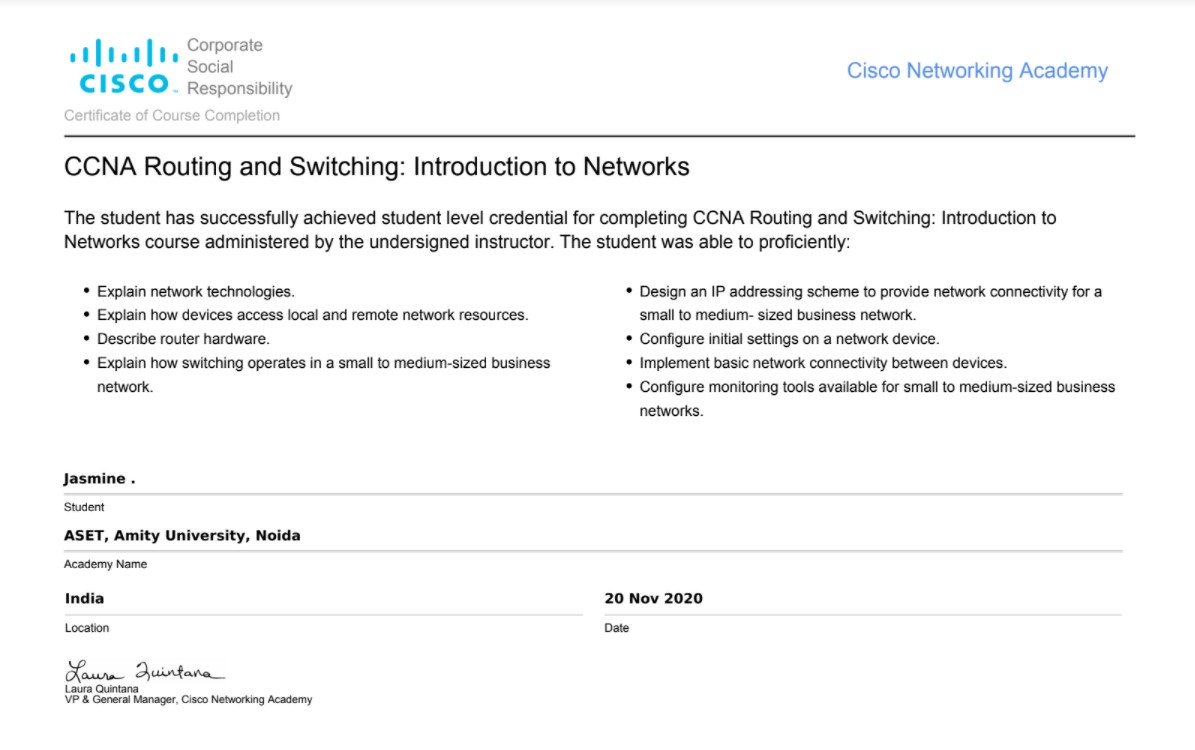 Corporate
Social
CISCO™ Responsibility
Cisco Networking Academy
Certificate of Course Completion
CCNA Routing and Switching: Introduction to Networks
The student has successfully achieved student level credential for completing CCNA Routing and Switching: Introduction to
Networks course administered by the undersigned instructor. The student was able to proficiently:
• Explain network technologies.
• Explain how devices access local and remote network resources.
• Describe router hardware.
• Explain how switching operates in a small to medium-sized business
network.
• Design an IP addressing scheme to provide network connectivity for a
small to medium- sized business network.
• Configure initial settings on a network device.
• Implement basic network connectivity between devices.
• Configure monitoring tools available for small to medium-sized business
networks.
Jasmine .
Student
ASET, Amity University, Noida
Academy Name
India
Location
20 Nov 2020
Date
Laura Quintana
Laura Quintana
VP & General Manager, Cisco Networking Academy